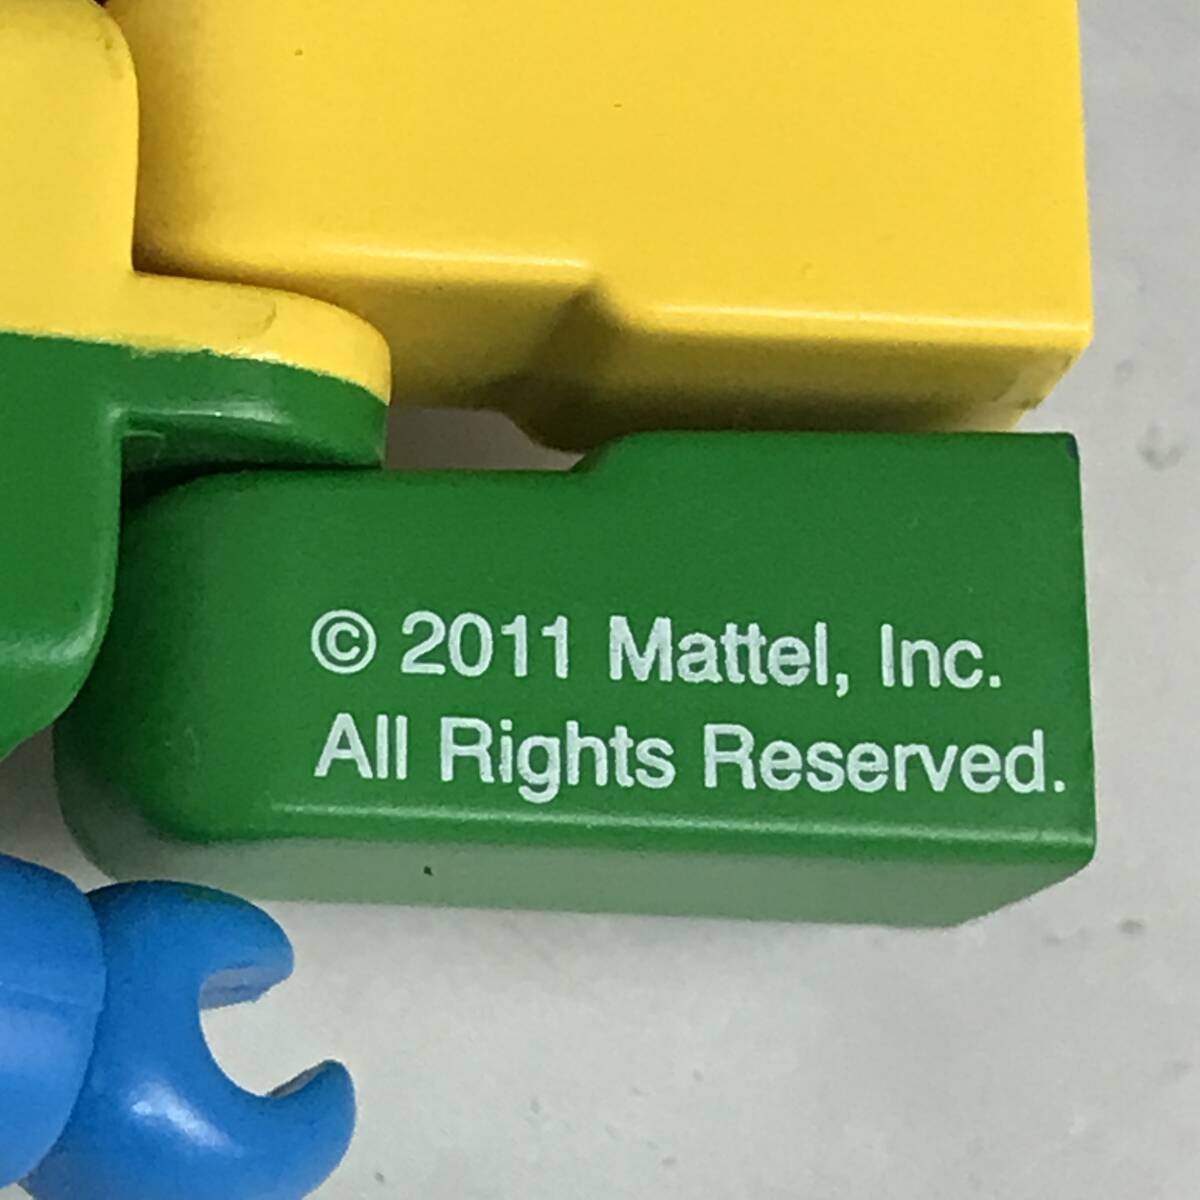 © 2011 Mattel, Inc.
All Rights Reserved.